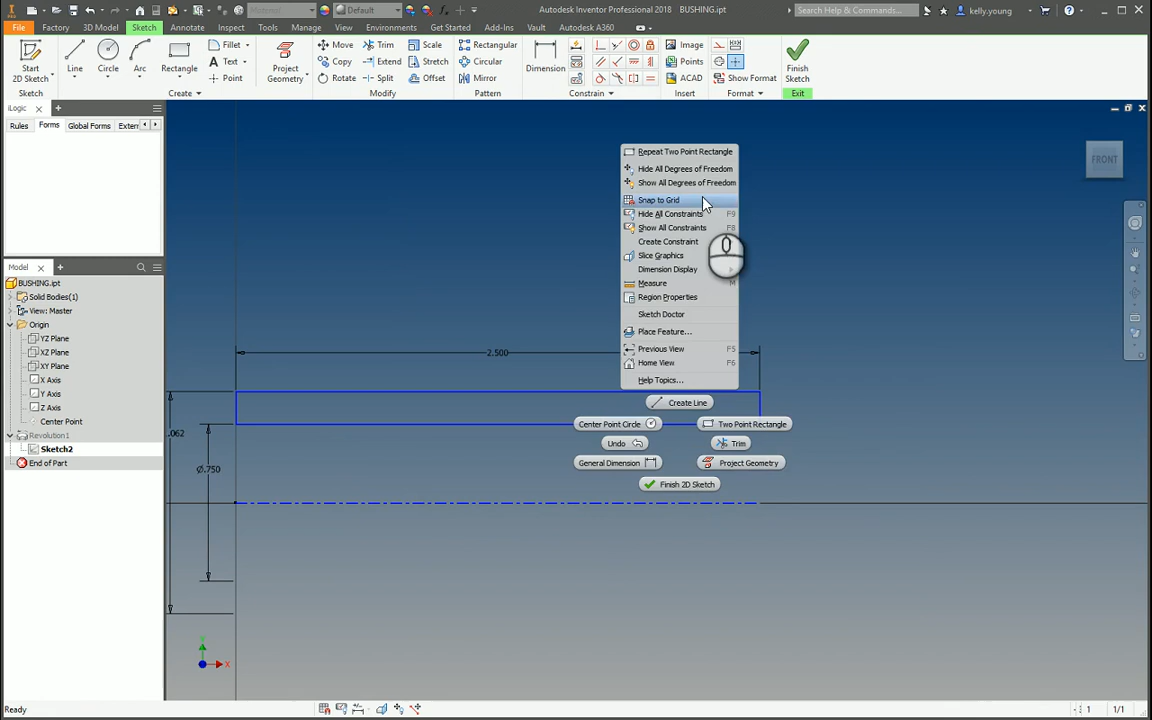 Material
Default
Autodesk Inventor Professional 2018 BUSHING.ipt
Search Help & Commands...
kelly.young
File Factory 3D Model Sketch Annotate Inspect Tools Manage View Environments Get Started Vault Autodesk A360
Start 2D Sketch
Line
Circle
Arc
Rectangle
Fillet
Text
Point
Project Geometry
Move Trim Scale
Copy Extend Stretch
Rotate Split Offset
Rectangular
Circular
Mirror
Dimension
Image
Points
ACAD
Show Format
Finish Sketch
Sketch Create Modify Pattern Constrain Insert Format Exit
iLogic
Rules Forms Global Forms Extern
Model
BUSHING.ipt
Solid Bodies(1)
View: Master
Origin
YZ Plane
XZ Plane
XY Plane
X Axis
Y Axis
Z Axis
Center Point
Revolution1
Sketch2
End of Part
FRONT
Repeat Two Point Rectangle
Hide All Degrees of Freedom
Show All Degrees of Freedom
Snap to Grid
Hide All Constraints F9
Show All Constraints F8
Create Constraint
Slice Graphics
Dimension Display
Measure M
Region Properties
Sketch Doctor
Place Feature...
Previous View F5
Home View F6
Help Topics...
Create Line
Center Point Circle
Two Point Rectangle
Undo
Trim
General Dimension
Project Geometry
Finish 2D Sketch
2.500
.062
Ø.750
Y
X
Ready
1 1/1